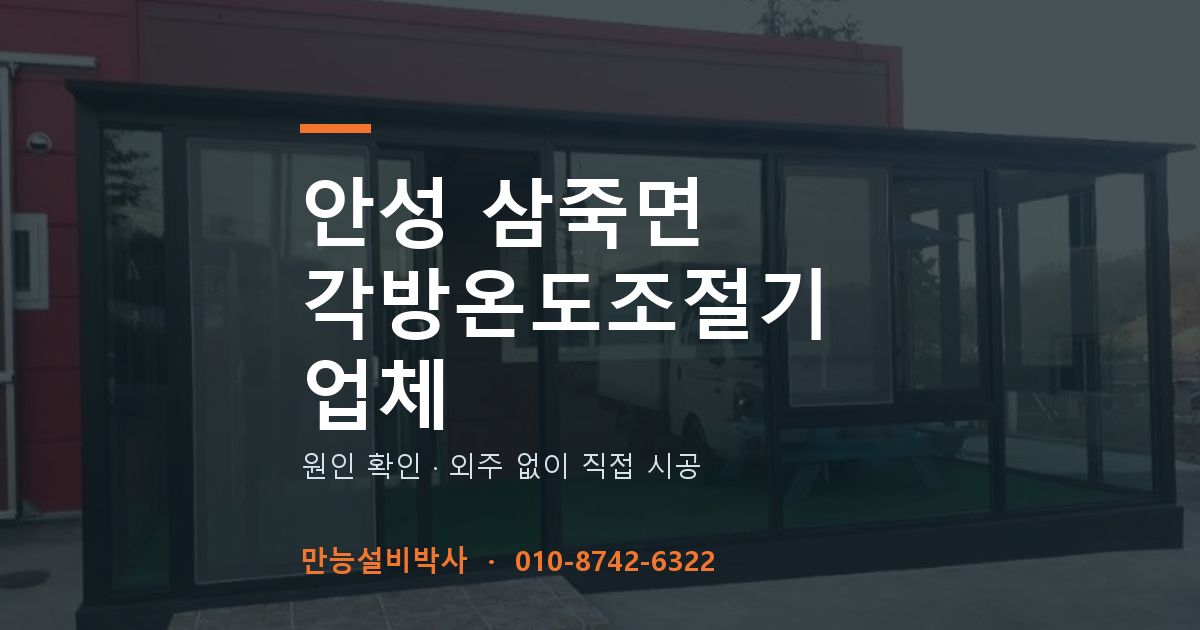 안성 삼죽면
각방온도조절기
업체
원인 확인 · 외주 없이 직접 시공
만능설비박사 · 010-8742-6322